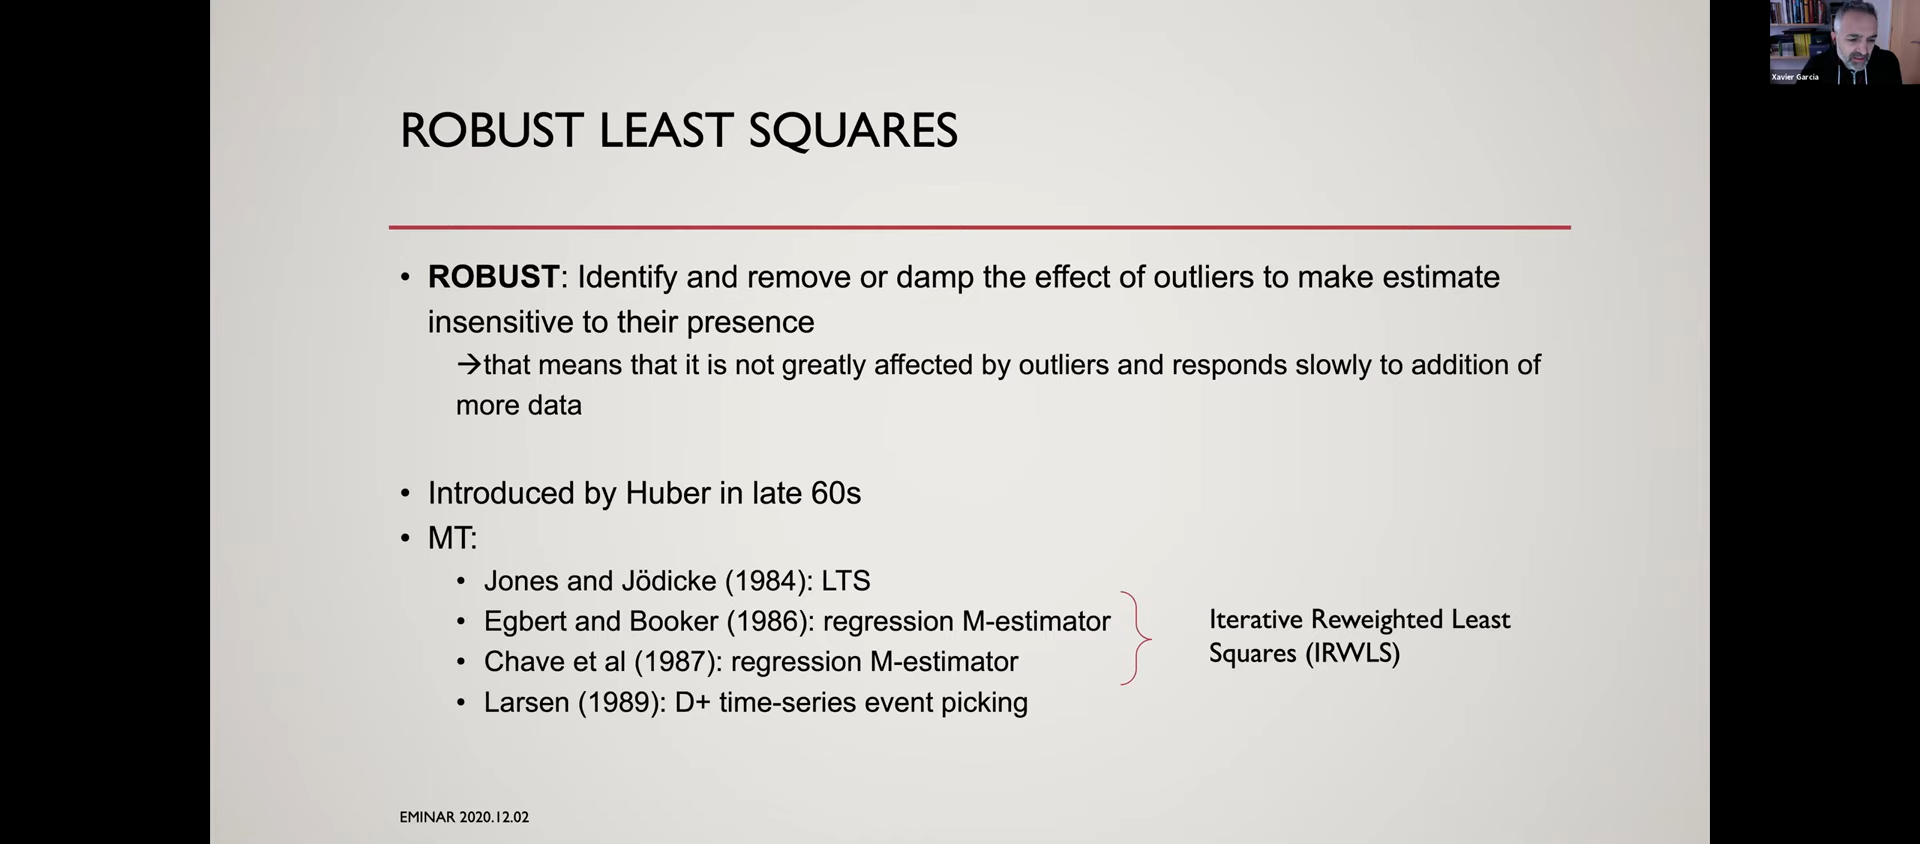 Xavier Garcia
ROBUST LEAST SQUARES
• ROBUST: Identify and remove or damp the effect of outliers to make estimate
insensitive to their presence
→that means that it is not greatly affected by outliers and responds slowly to addition of
more data
• Introduced by Huber in late 60s
• MT:
• Jones and Jödicke (1984): LTS
• Egbert and Booker (1986): regression M-estimator
• Chave et al (1987): regression M-estimator
• Larsen (1989): D+ time-series event picking
Iterative Reweighted Least
Squares (IRWLS)
EMINAR 2020.12.02